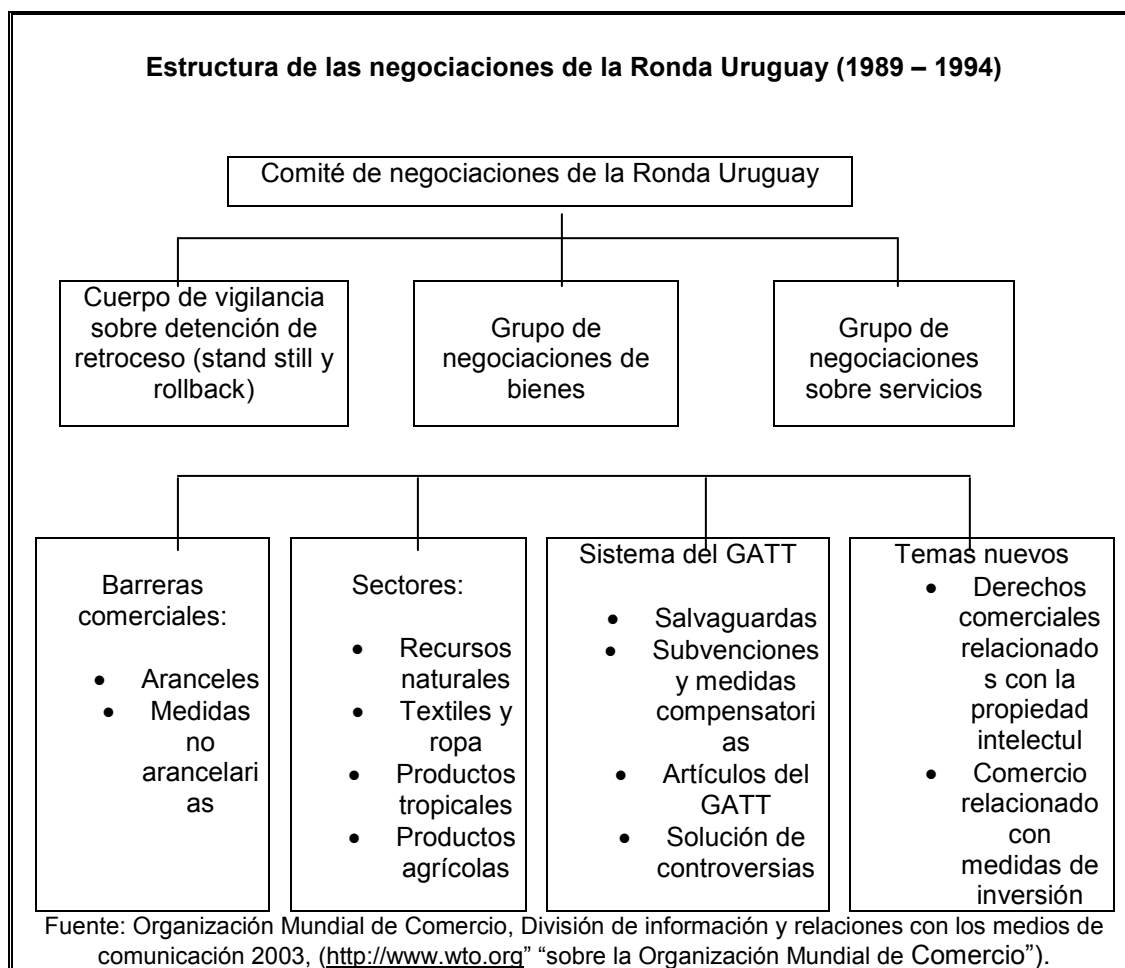 Estructura de las negociaciones de la Ronda Uruguay (1989 – 1994)
Comité de negociaciones de la Ronda Uruguay
Cuerpo de vigilancia
sobre detención de
retroceso (stand still y
rollback)
Grupo de
negociaciones de
bienes
Grupo de
negociaciones
sobre servicios
Barreras
comerciales:
• Aranceles
• Medidas
no
arancelari
as
Sectores:
• Recursos
naturales
• Textiles y
ropa
• Productos
tropicales
• Productos
agrícolas
Sistema del GATT
• Salvaguardas
• Subvenciones
y medidas
compensatori
as
• Artículos del
GATT
• Solución de
controversias
Temas nuevos
• Derechos
comerciales
relacionado
s con la
propiedad
intelectul
• Comercio
relacionado
con
medidas de
inversión
Fuente: Organización Mundial de Comercio, División de información y relaciones con los medios de
comunicación 2003, (http://www.wto.org” “sobre la Organización Mundial de Comercio”).